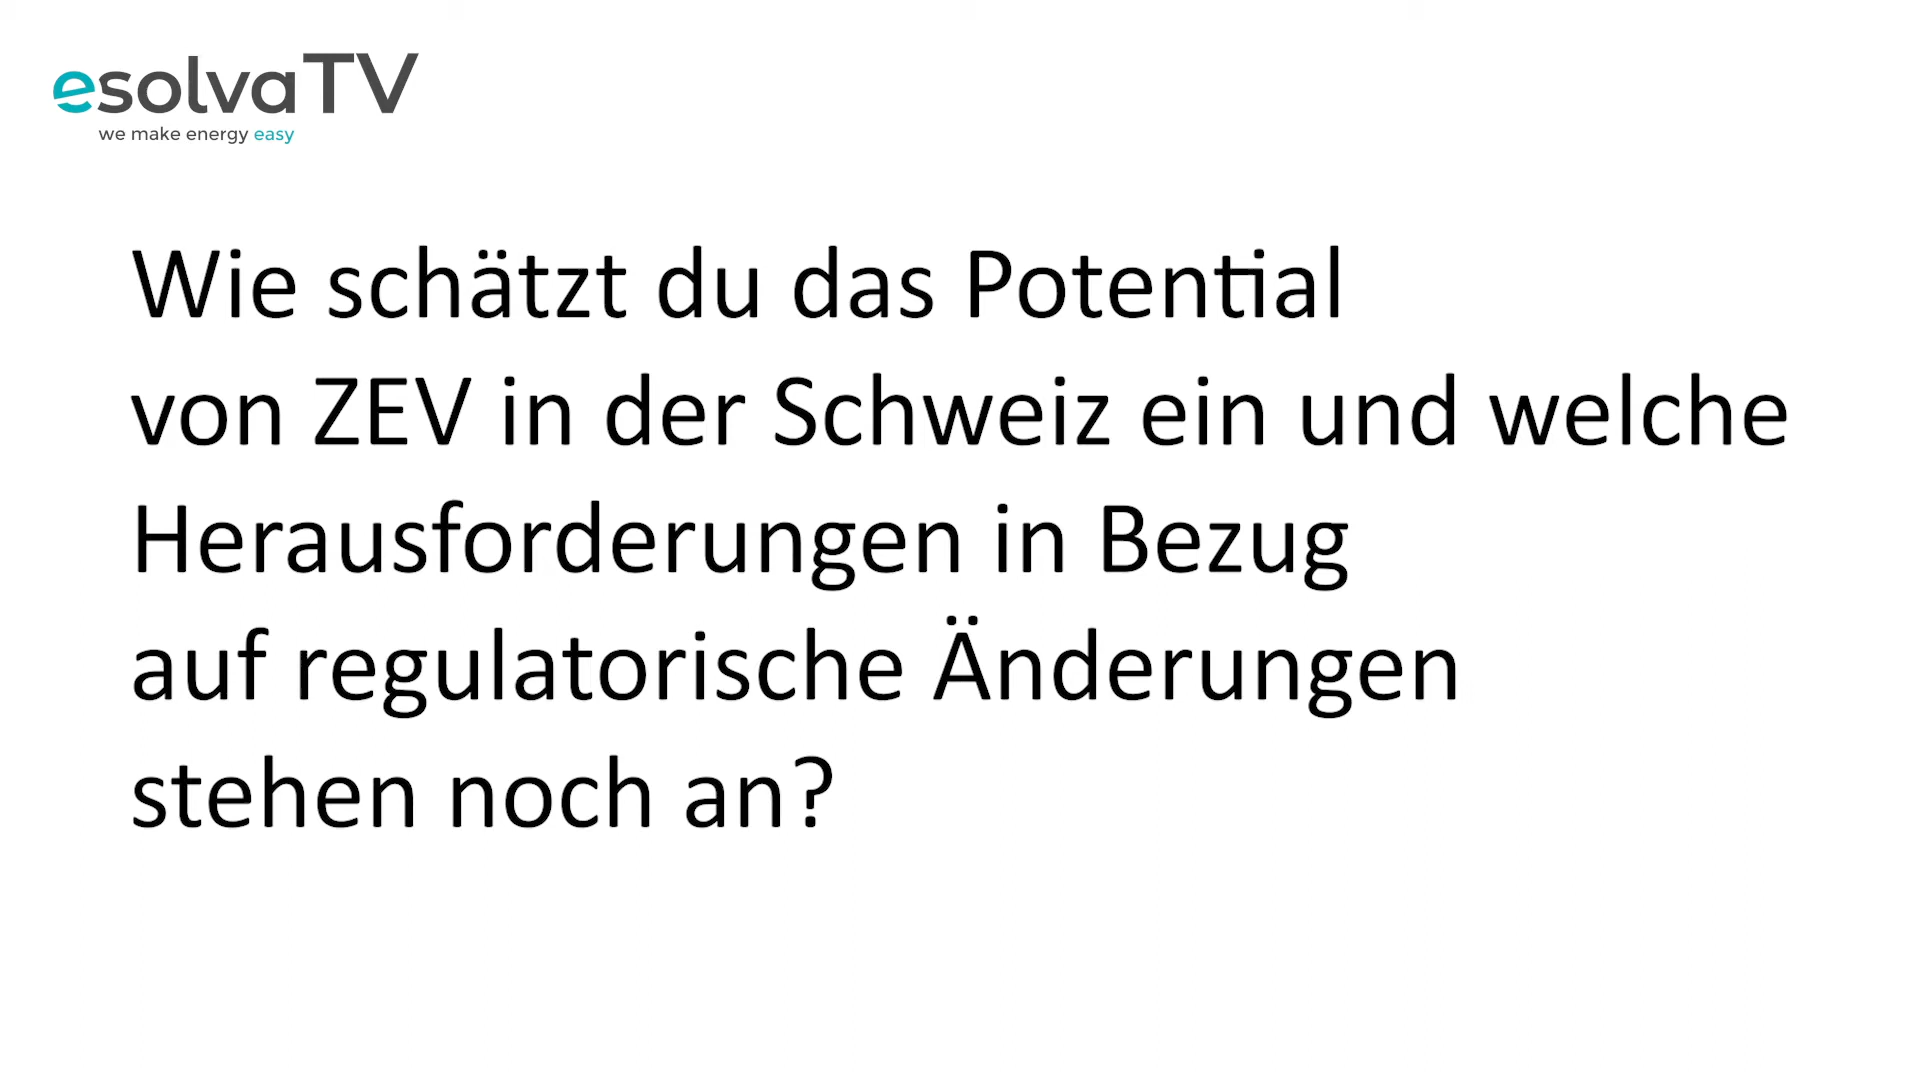 esolvaTV
we make energy easy
Wie schätzt du das Potential
von ZEV in der Schweiz ein und welche
Herausforderungen in Bezug
auf regulatorische Änderungen
stehen noch an?